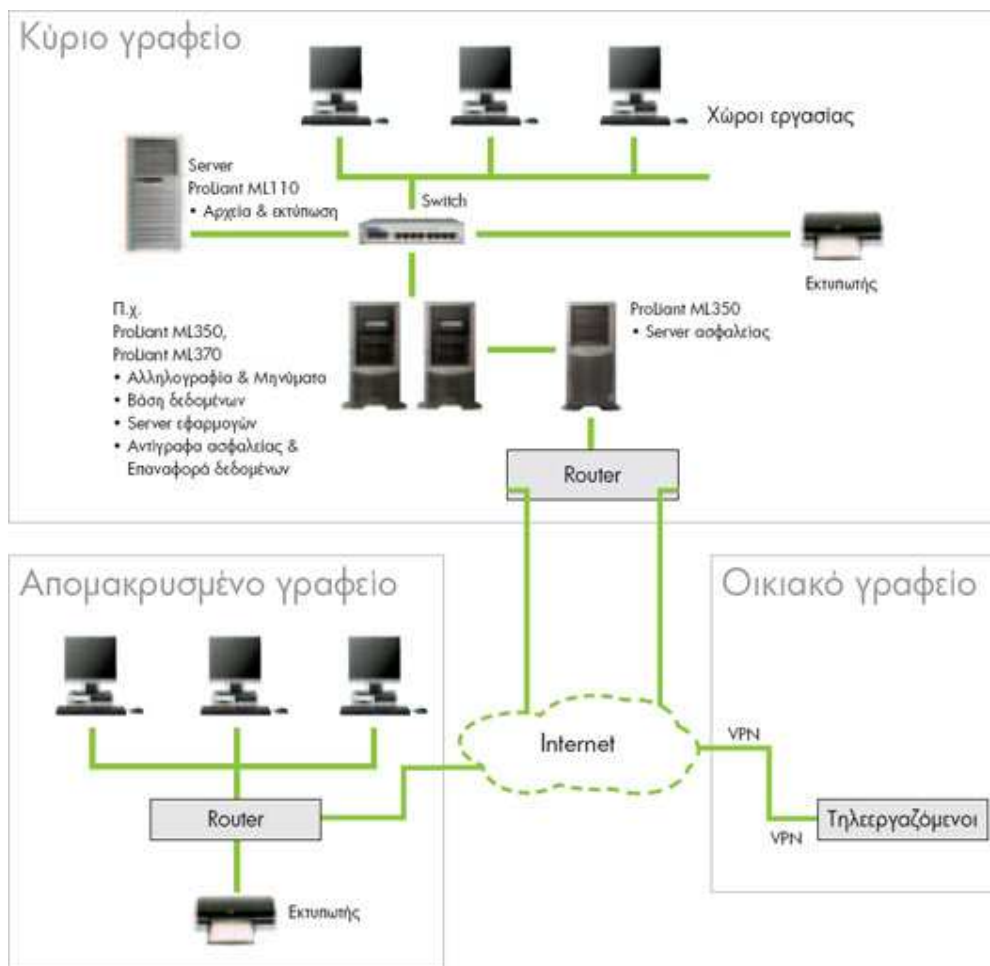 Κύριο γραφείο
Χώροι εργασίας
Server
ProLiant ML110
• Αρχεία & εκτύπωση
Switch
Εκτυπωτής
Π.χ.
ProLiant ML350,
ProLiant ML370
• Αλληλογραφία & Μηνύματα
• Βάση δεδομένων
• Server εφαρμογών
• Αντίγραφα ασφαλείας &
Επαναφορά δεδομένων
ProLiant ML350
• Server ασφαλείας
Router
Απομακρυσμένο γραφείο
Οικιακό γραφείο
Internet
VPN
Router
VPN
Τηλεεργαζόμενοι
Εκτυπωτής